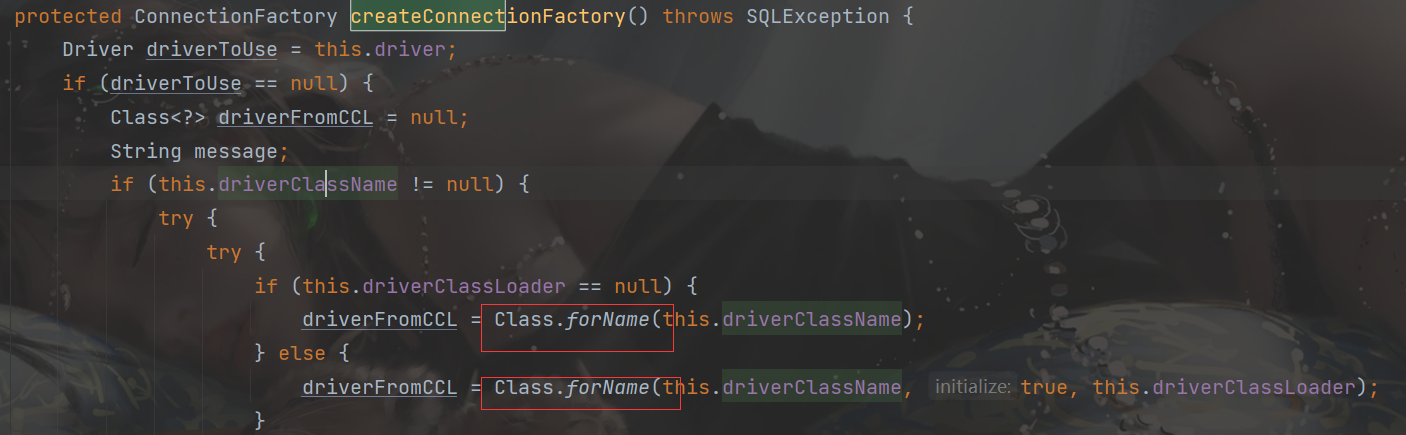 protected ConnectionFactory createConnectionFactory() throws SQLException {
Driver driverToUse = this.driver;
if (driverToUse == null) {
Class<?> driverFromCCL = null;
String message;
if (this.driverClassName != null) {
try {
try {
if (this.driverClassLoader == null) {
driverFromCCL = Class.forName(this.driverClassName);
} else {
driverFromCCL = Class.forName(this.driverClassName, initialize: true, this.driverClassLoader);
}